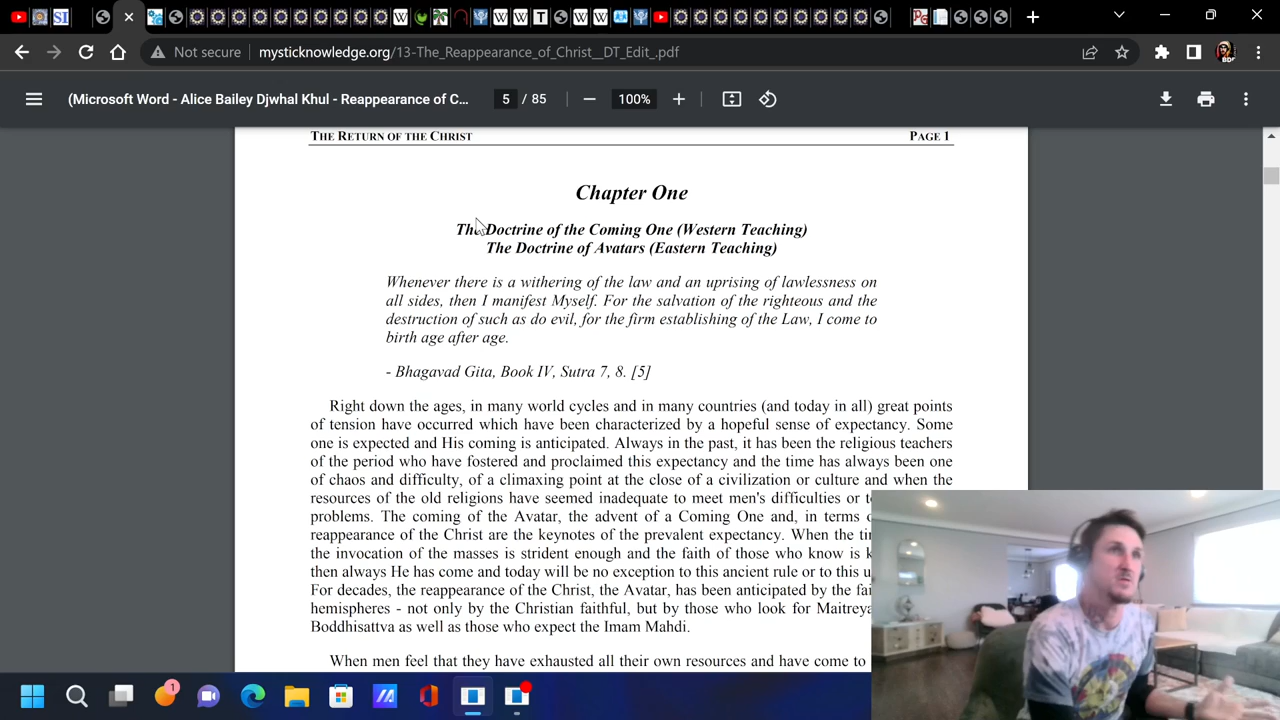 Not secure
mysticknowledge.org/13-The_Reappearance_of_Christ__DT_Edit_.pdf
(Microsoft Word - Alice Bailey Djwhal Khul - Reappearance of C...
5 / 85
100%
THE RETURN OF THE CHRIST PAGE 1
Chapter One
The Doctrine of the Coming One (Western Teaching)
The Doctrine of Avatars (Eastern Teaching)
Whenever there is a withering of the law and an uprising of lawlessness on
all sides, then I manifest Myself. For the salvation of the righteous and the
destruction of such as do evil, for the firm establishing of the Law, I come to
birth age after age.
- Bhagavad Gita, Book IV, Sutra 7, 8. [5]
Right down the ages, in many world cycles and in many countries (and today in all) great points
of tension have occurred which have been characterized by a hopeful sense of expectancy. Some
one is expected and His coming is anticipated. Always in the past, it has been the religious teachers
of the period who have fostered and proclaimed this expectancy and the time has always been one
of chaos and difficulty, of a climaxing point at the close of a civilization or culture and when the
resources of the old religions have seemed inadequate to meet men's difficulties or
problems. The coming of the Avatar, the advent of a Coming One and, in terms
reappearance of the Christ are the keynotes of the prevalent expectancy. When the
the invocation of the masses is strident enough and the faith of those who know is
then always He has come and today will be no exception to this ancient rule or to this
For decades, the reappearance of the Christ, the Avatar, has been anticipated by the
hemispheres - not only by the Christian faithful, but by those who look for Maitreya
Boddhisattva as well as those who expect the Imam Mahdi.
When men feel that they have exhausted all their own resources and have come to